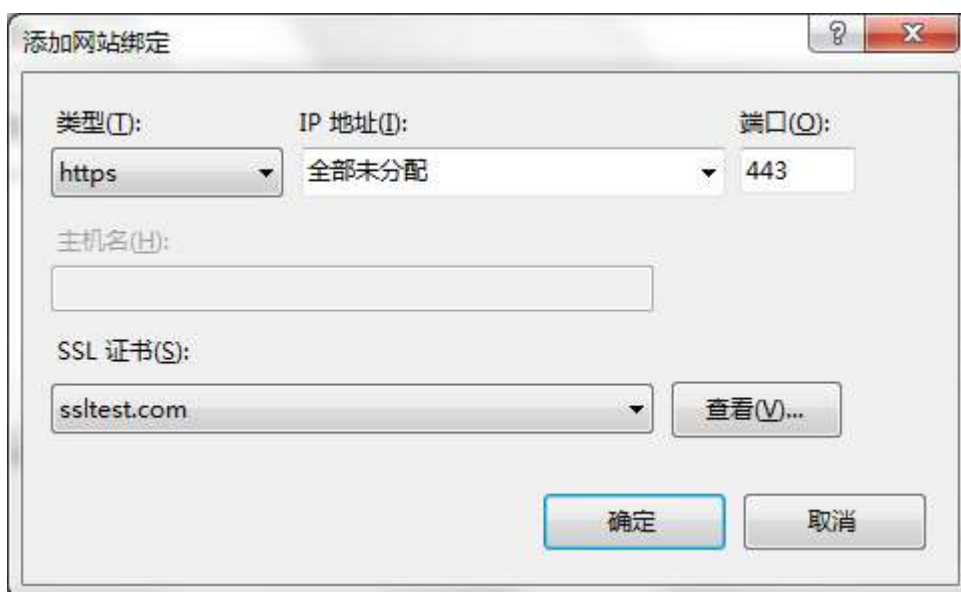 添加网站绑定
类型(T): IP 地址(I): 端口(O):
https 全部未分配 443
主机名(H):
SSL 证书(S):
ssltest.com 查看(V)...
确定 取消